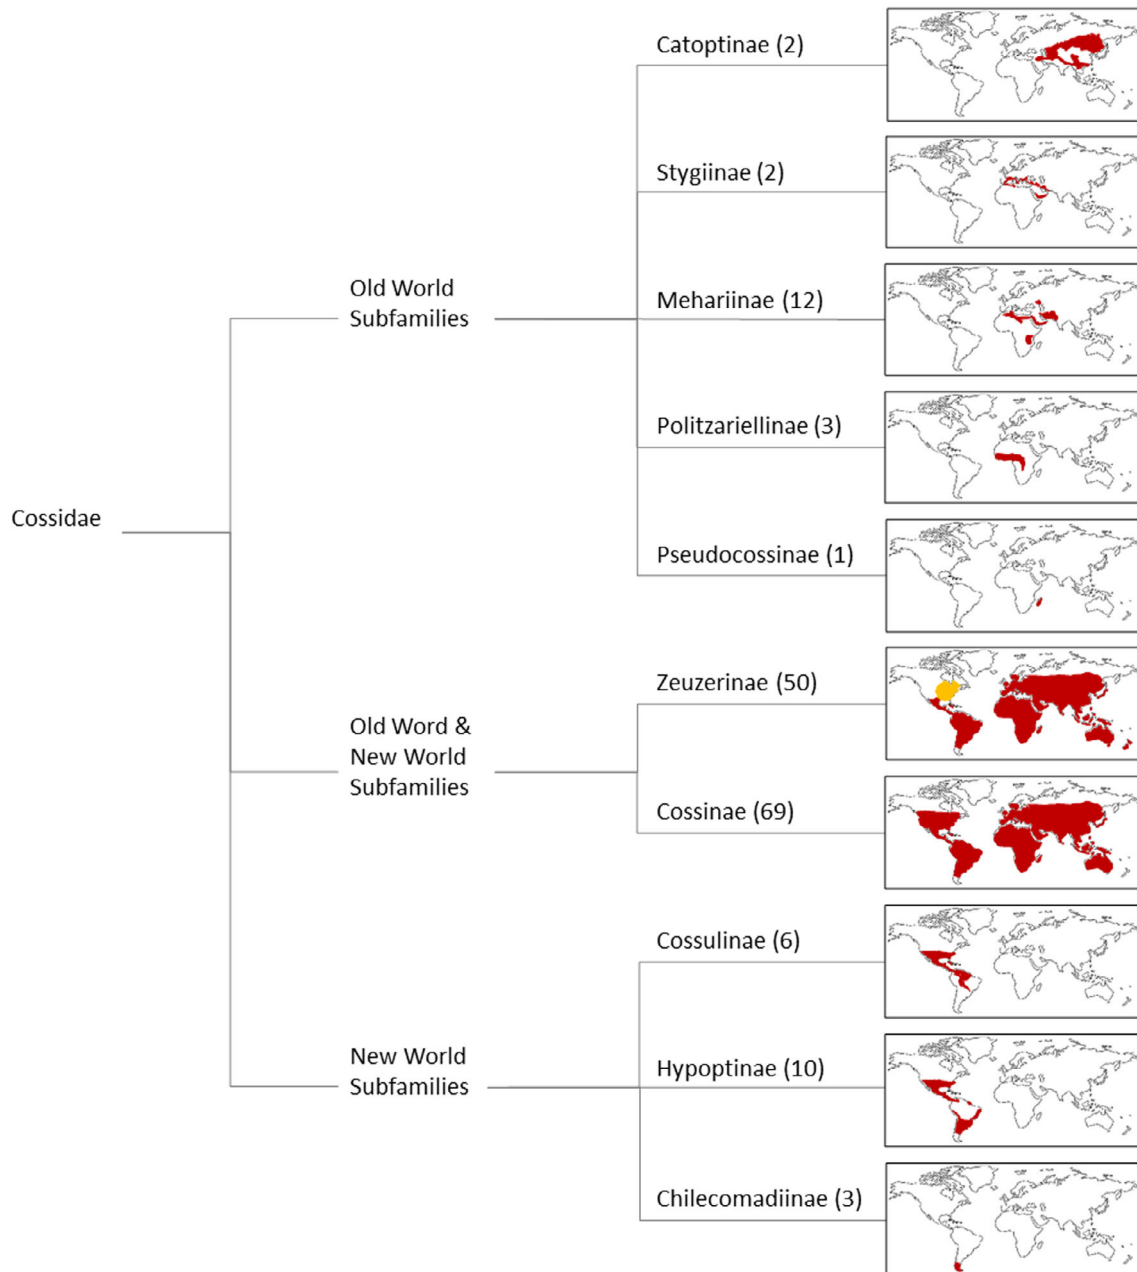 Catoptinae (2)
Stygiinae (2)
Old World
Subfamilies
Mehariinae (12)
Politzariellinae (3)
Cossidae
Pseudocossinae (1)
Zeuzerinae (50)
Old Word &
New World
Subfamilies
Cossinae (69)
Cossulinae (6)
New World
Subfamilies
Hypoptinae (10)
Chilecomadiinae (3)